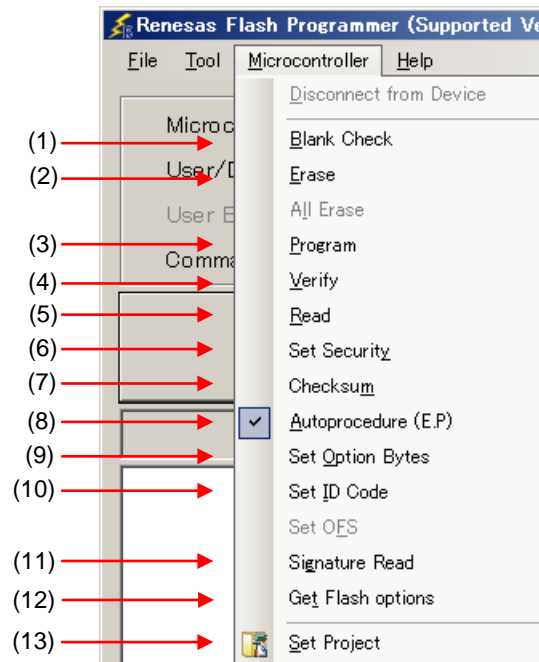 Renesas Flash Programmer (Supported Ve
File Tool Microcontroller Help
Disconnect from Device
Microc
(1) Blank Check
(2) User/D Erase
User E All Erase
(3) Program
Comma
(4) Verify
(5) Read
(6) Set Security
(7) Checksum
(8) Autoprocedure (E.P)
(9) Set Option Bytes
(10) Set ID Code
Set OFS
(11) Signature Read
(12) Get Flash options
(13) Set Project